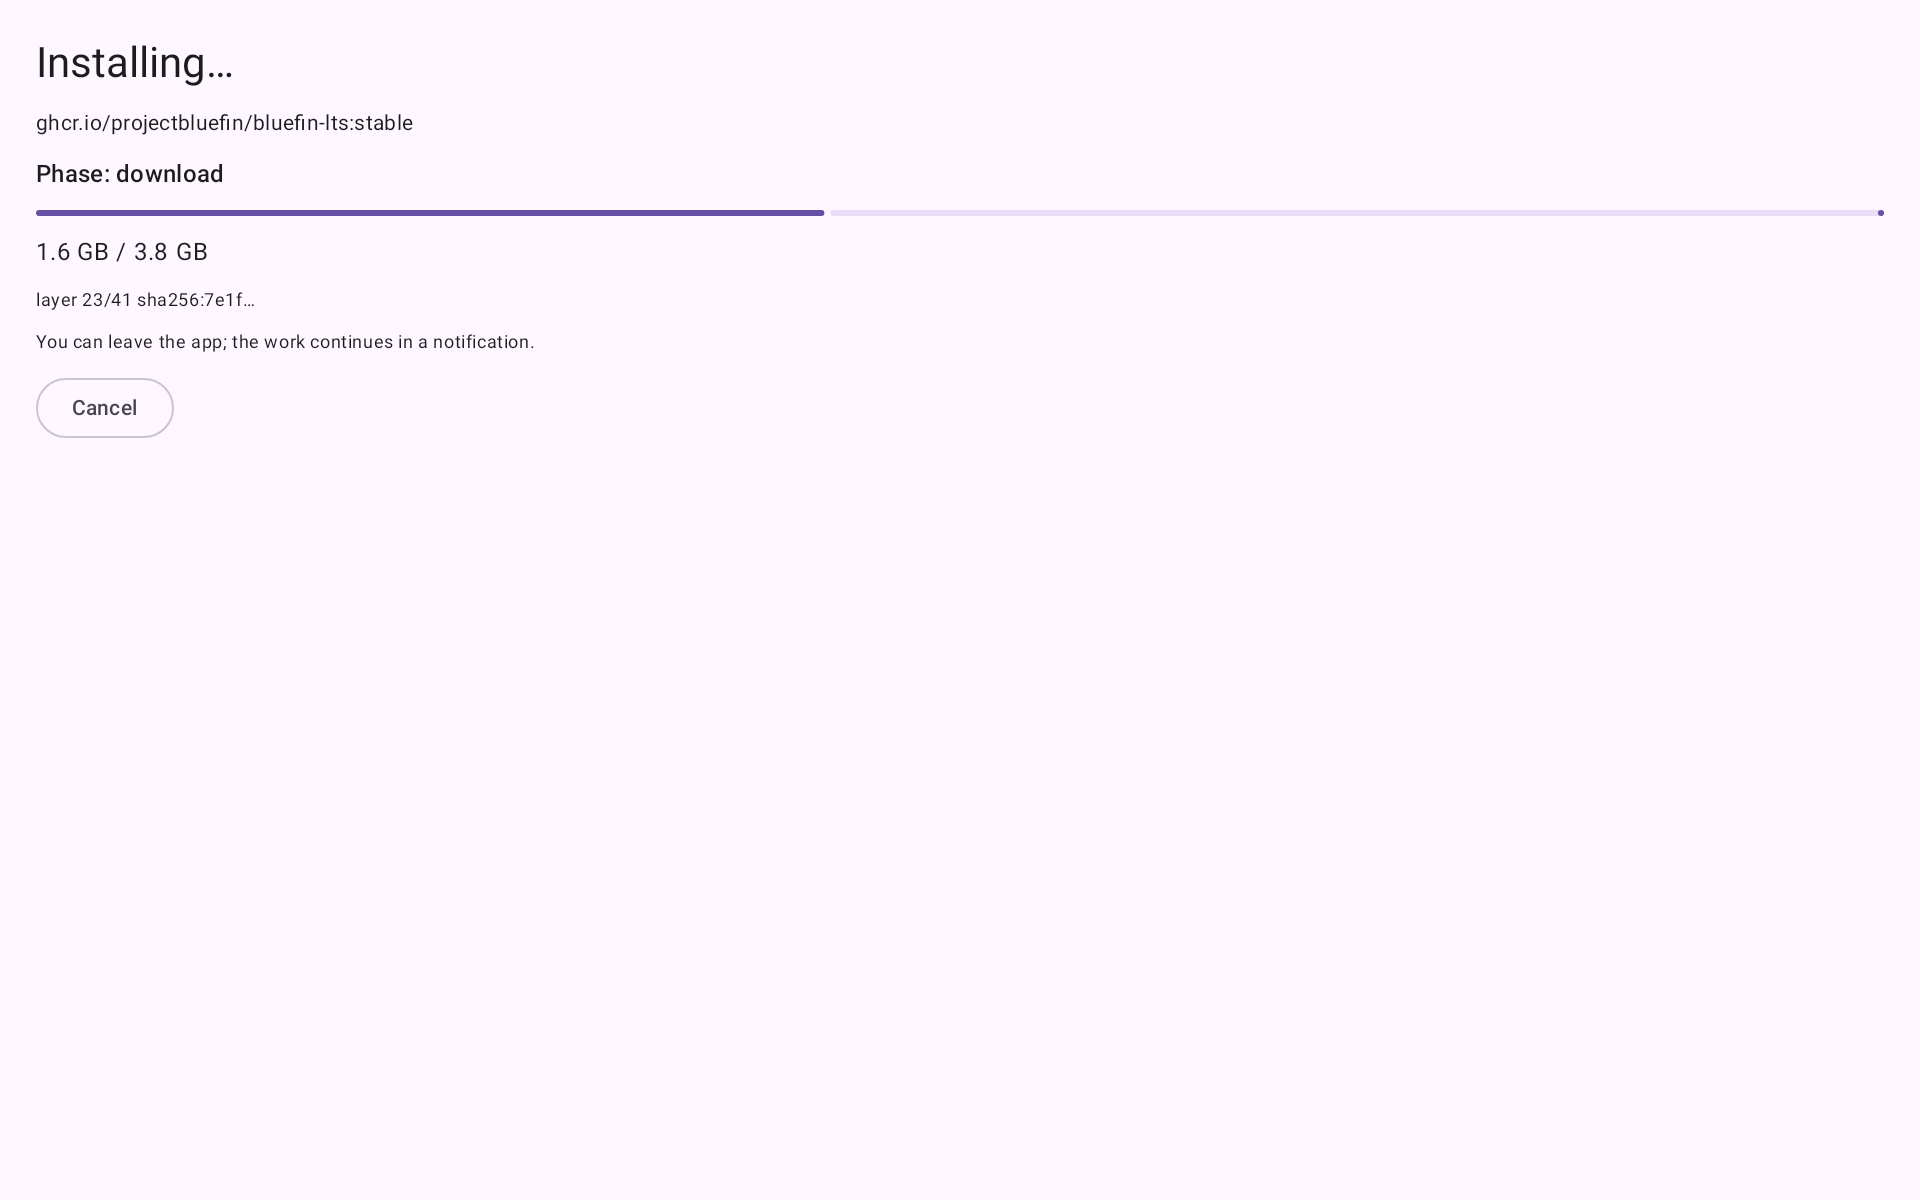 Installing…
ghcr.io/projectbluefin/bluefin-lts:stable
Phase: download
1.6 GB / 3.8 GB
layer 23/41 sha256:7e1f…
You can leave the app; the work continues in a notification.
Cancel